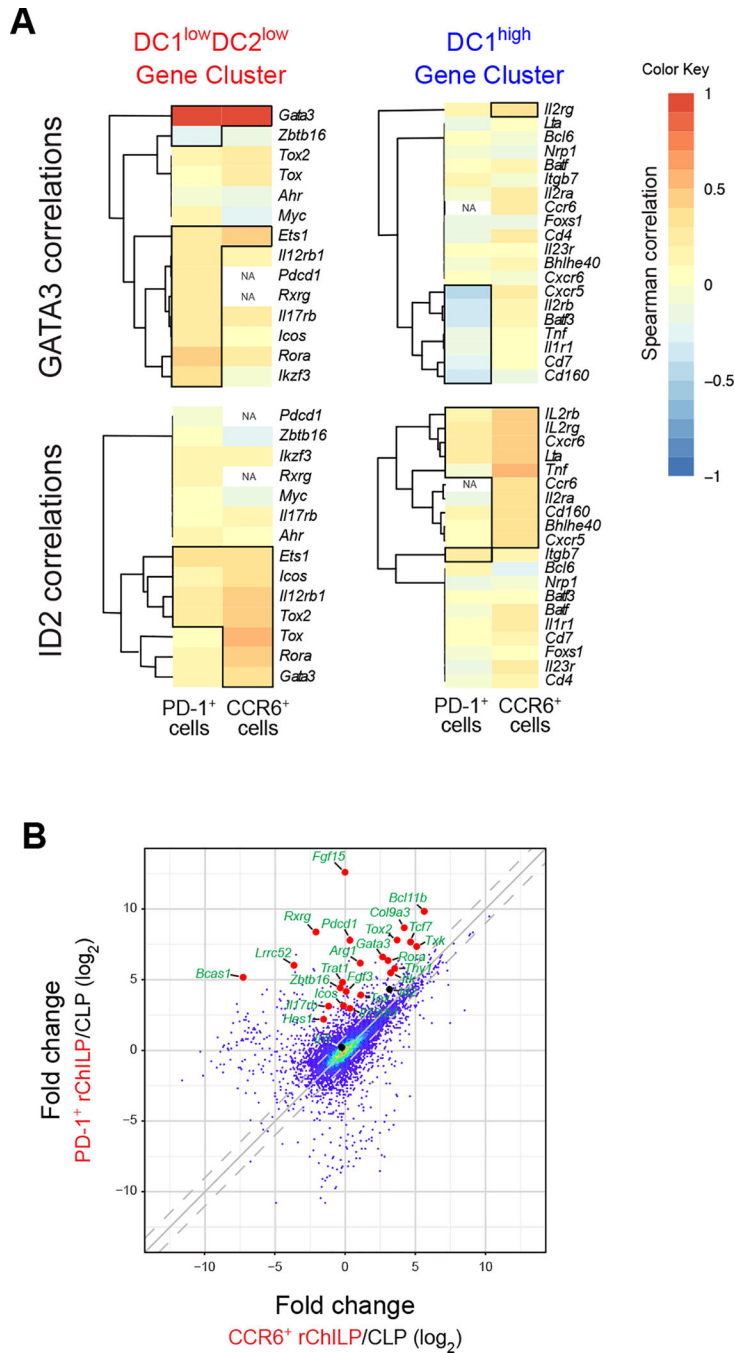 A
DC1low DC2low
Gene Cluster
DC1high
Gene Cluster
Color Key
1
0.5
0
−0.5
−1
Spearman correlation
GATA3 correlations
Gata3
Zbtb16
Tox2
Tox
Ahr
Myc
Ets1
Il12rb1
NA Pdcd1
NA Rxrg
Il17rb
Icos
Rora
Ikzf3
Il2rg
Lta
Bcl6
Nrp1
Batf
Itgb7
Il2ra
NA Ccr6
Foxs1
Cd4
Il23r
Bhlhe40
Cxcr6
Cxcr5
Il2rb
Batf3
Tnf
Il1r1
Cd7
Cd160
ID2 correlations
NA Pdcd1
Zbtb16
Ikzf3
NA Rxrg
Myc
Il17rb
Ahr
Ets1
Icos
Il12rb1
Tox2
Tox
Rora
Gata3
IL2rb
IL2rg
Cxcr6
Lta
Tnf
NA Ccr6
Il2ra
Cd160
Bhlhe40
Cxcr5
Itgb7
Bcl6
Nrp1
Batf3
Batf
Il1r1
Cd7
Foxs1
Il23r
Cd4
PD-1+
cells
CCR6+
cells
PD-1+
cells
CCR6+
cells
B
Fold change
PD-1+ rChILP/CLP (log2)
10
5
0
−5
−10
Fgf15
Bcl11b
Col9a3
Rxrg
Pdcd1
Tox2
Tcf7
Txk
Gata3
Arg1
Rora
Lrrc52
Thy1
Bcas1
Trat1
Fgf3
Zbtb16
Icos
Il17rb
Hes1
−10
−5
0
5
10
Fold change
CCR6+ rChILP/CLP (log2)